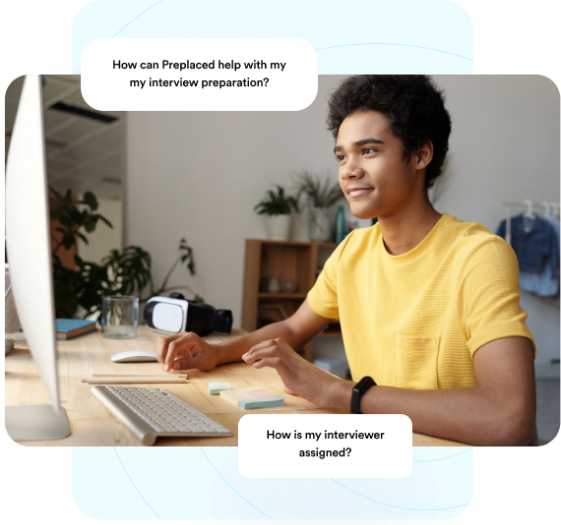 How can Preplaced help with my
my interview preparation?
How is my interviewer
assigned?